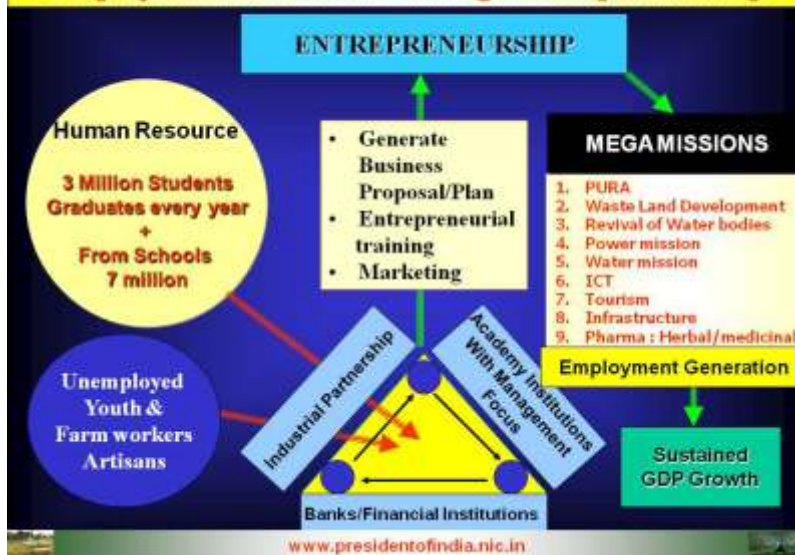 ENTREPRENEURSHIP
Human Resource
3 Million Students
Graduates every year
+
From Schools
7 million
Unemployed
Youth &
Farm workers
Artisans
• Generate
Business
Proposal/Plan
• Entrepreneurial
training
• Marketing
Industrial Partnership
Academy Institutions
With Management
Focus
Banks/Financial Institutions
MEGAMISSIONS
1. PURA
2. Waste Land Development
3. Revival of Water bodies
4. Power mission
5. Water mission
6. ICT
7. Tourism
8. Infrastructure
9. Pharma : Herbal/medicinal
Employment Generation
Sustained
GDP Growth
www.presidentofindia.nic.in